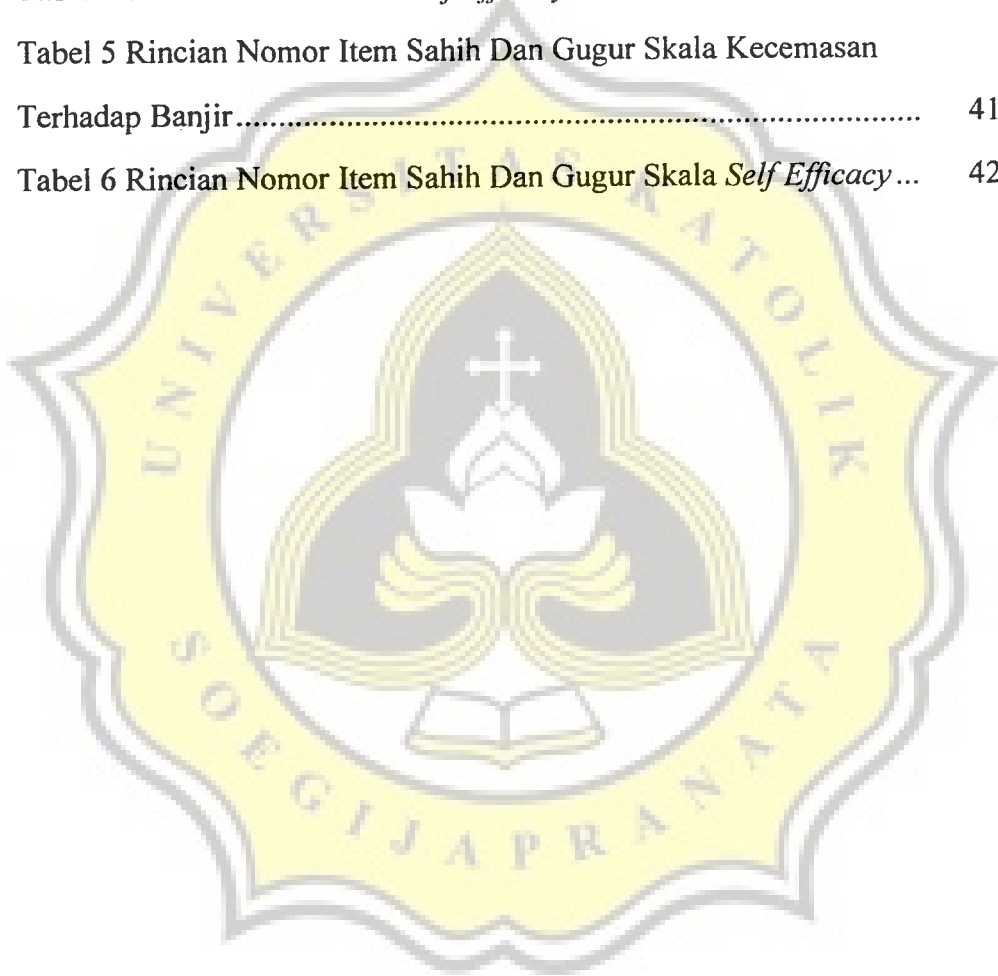 Tabel 5 Rincian Nomor Item Sahih Dan Gugur Skala Kecemasan
Terhadap Banjir........................................................................... 41
Tabel 6 Rincian Nomor Item Sahih Dan Gugur Skala Self Efficacy... 42
UNIVERSITAS KATOLIK
SOEGIJAPRANATA